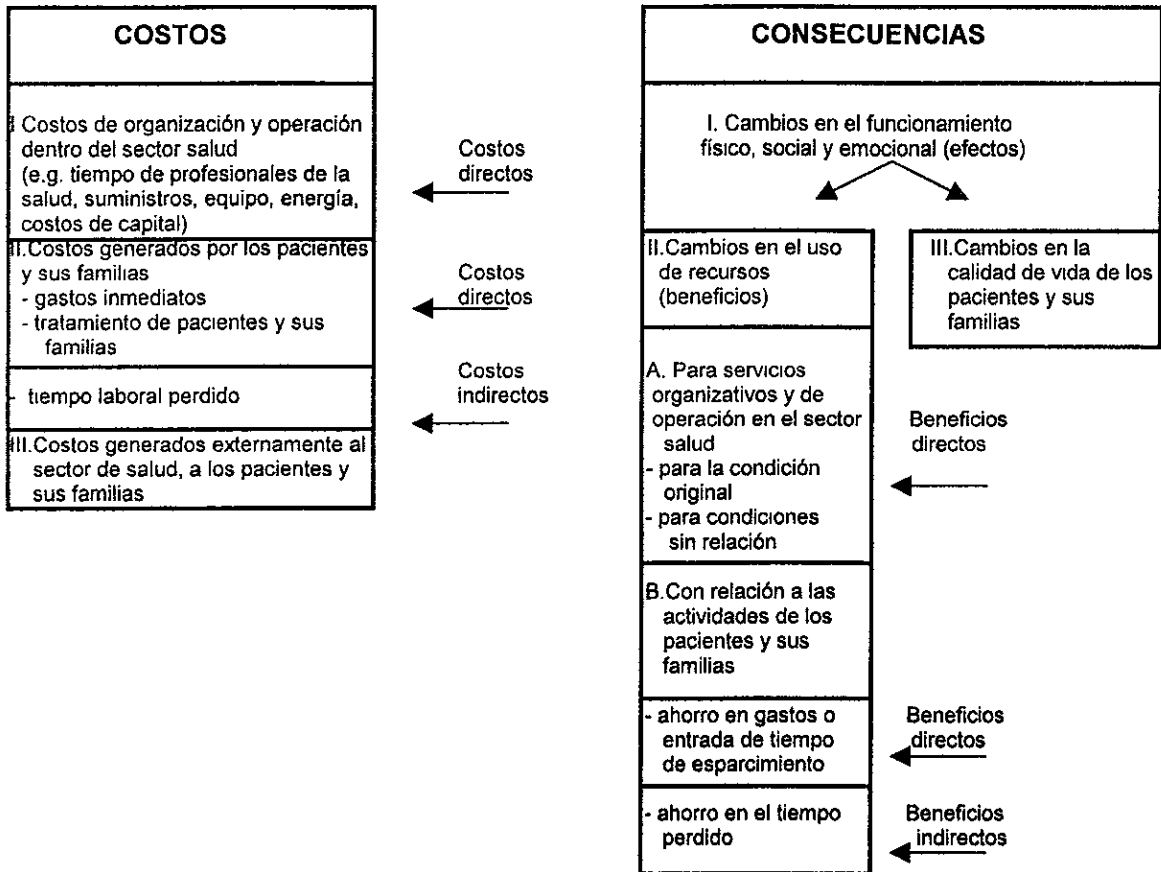 COSTOS
I Costos de organización y operación
dentro del sector salud
(e.g. tiempo de profesionales de la
salud, suministros, equipo, energía,
costos de capital)
Costos
directos
II.Costos generados por los pacientes
y sus familias
- gastos inmediatos
- tratamiento de pacientes y sus
familias
Costos
directos
- tiempo laboral perdido
Costos
indirectos
III.Costos generados externamente al
sector de salud, a los pacientes y
sus familias
CONSECUENCIAS
I. Cambios en el funcionamiento
físico, social y emocional (efectos)
II.Cambios en el uso
de recursos
(beneficios)
III.Cambios en la
calidad de vida de los
pacientes y sus
familias
A. Para servicios
organizativos y de
operación en el sector
salud
- para la condición
original
- para condiciones
sin relación
Beneficios
directos
B.Con relación a las
actividades de los
pacientes y sus
familias
- ahorro en gastos o
entrada de tiempo
de esparcimiento
Beneficios
directos
- ahorro en el tiempo
perdido
Beneficios
indirectos